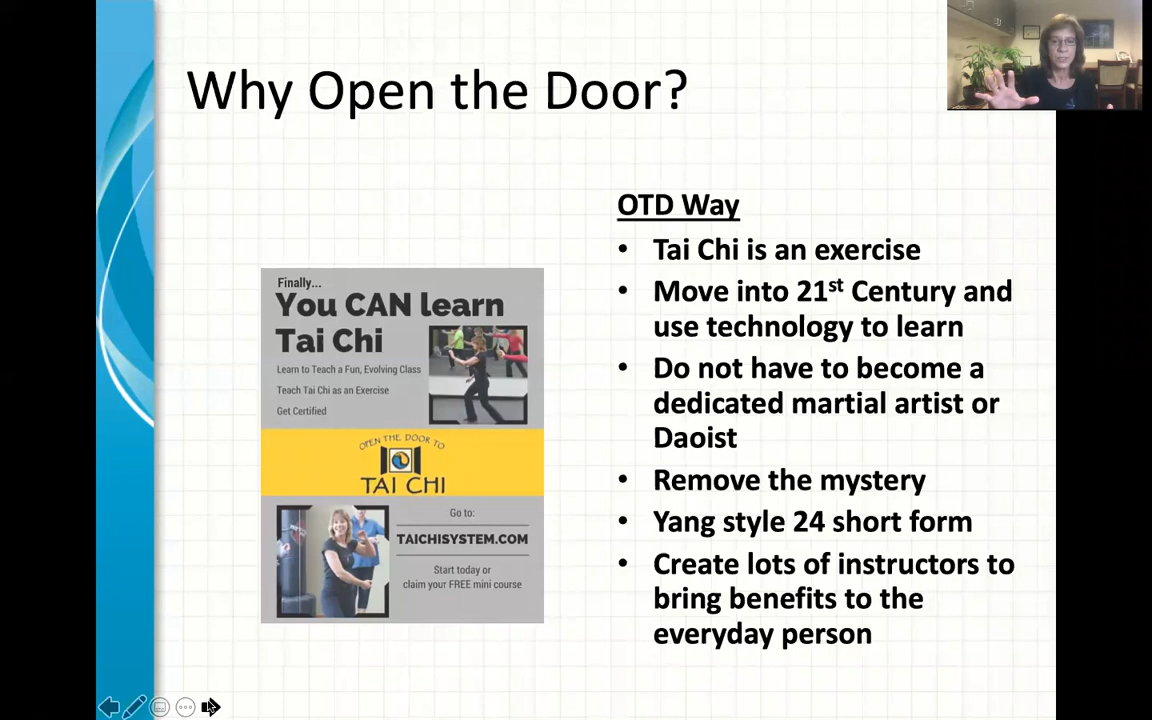 Why Open the Door?
OTD Way
• Tai Chi is an exercise
• Move into 21st Century and
use technology to learn
• Do not have to become a
dedicated martial artist or
Daoist
• Remove the mystery
• Yang style 24 short form
• Create lots of instructors to
bring benefits to the
everyday person
Finally...
You CAN learn
Tai Chi
Learn to Teach a Fun, Evolving Class
Teach Tai Chi as an Exercise
Get Certified
OPEN THE DOOR TO
TAI CHI
Go to:
TAICHISYSTEM.COM
Start today or
claim your FREE mini course